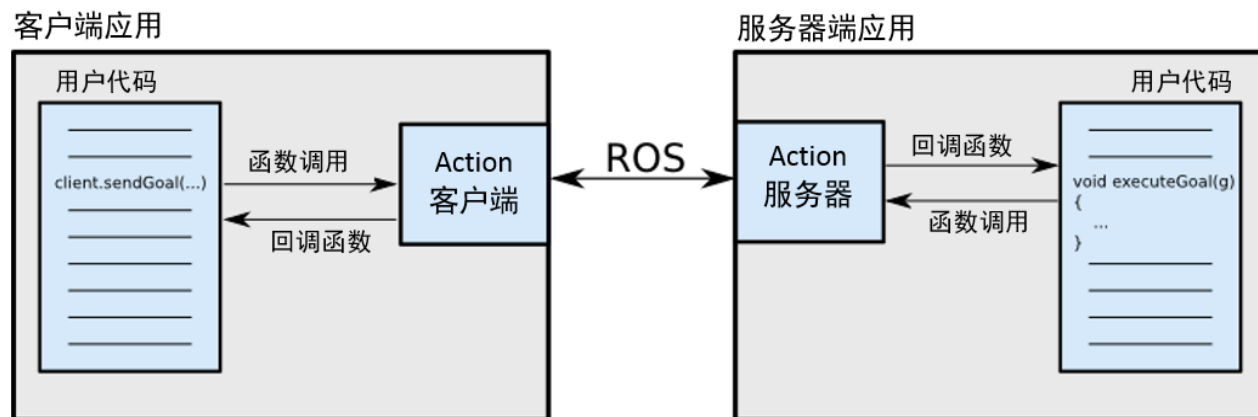 客户端应用
用户代码
client.sendGoal(...)
函数调用
回调函数
Action
客户端
ROS
服务器端应用
Action
服务器
回调函数
函数调用
用户代码
void executeGoal(g)
{
...
}